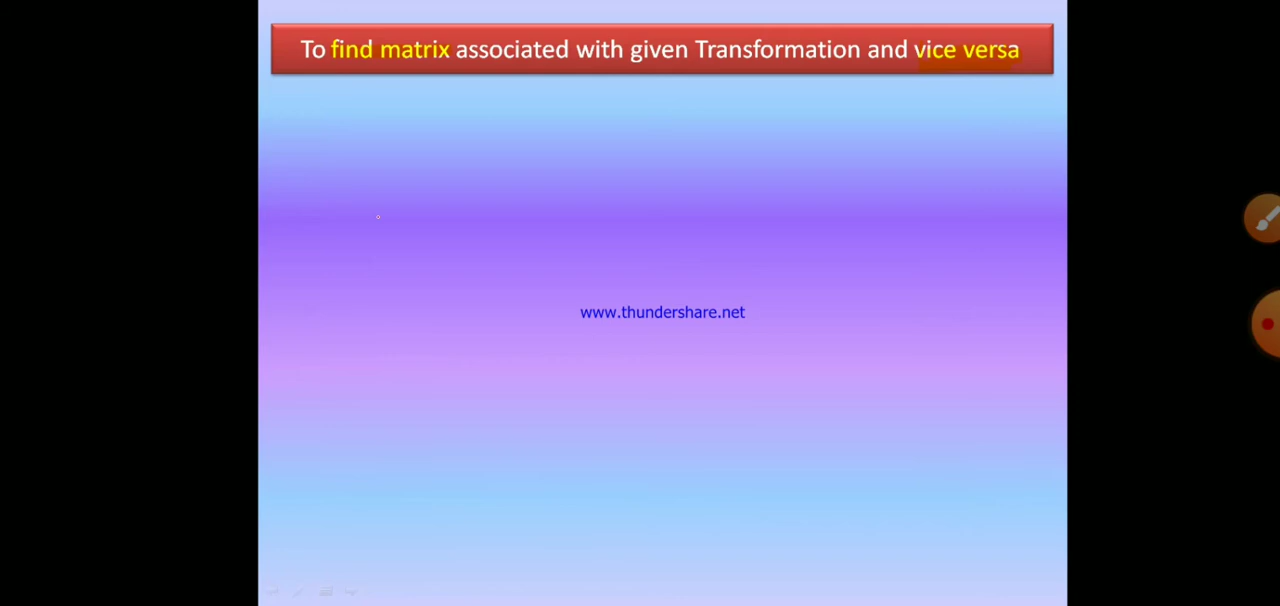 To find matrix associated with given Transformation and vice versa
www.thundershare.net